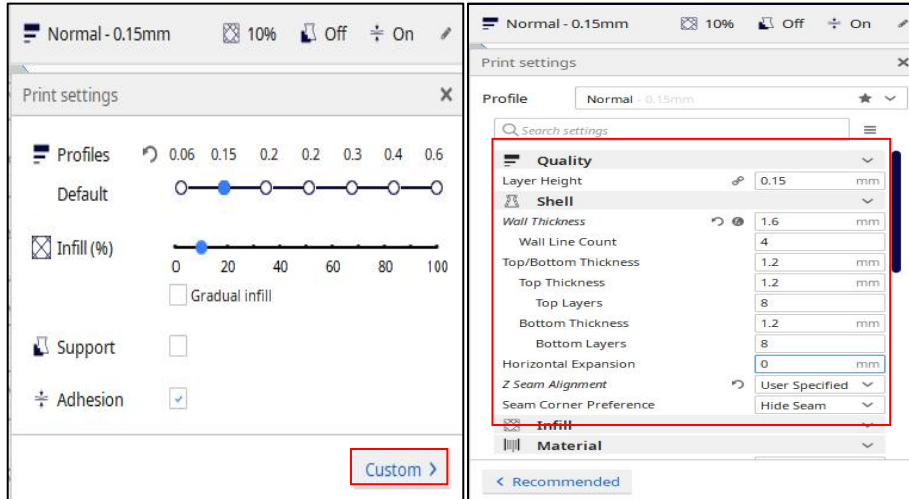 Normal - 0.15mm 10% Off On
Print settings
Profiles 0.06 0.15 0.2 0.2 0.3 0.4 0.6
Default
Infill (%)
0 20 40 60 80 100
Gradual infill
Support
Adhesion
Custom
Normal - 0.15mm 10% Off On
Print settings
Profile Normal - 0.15mm
Search settings
Quality
Layer Height 0.15 mm
Shell
Wall Thickness 1.6 mm
Wall Line Count 4
Top/Bottom Thickness 1.2 mm
Top Thickness 1.2 mm
Top Layers 8
Bottom Thickness 1.2 mm
Bottom Layers 8
Horizontal Expansion 0 mm
Z Seam Alignment User Specified
Seam Corner Preference Hide Seam
Infill
Material
Recommended